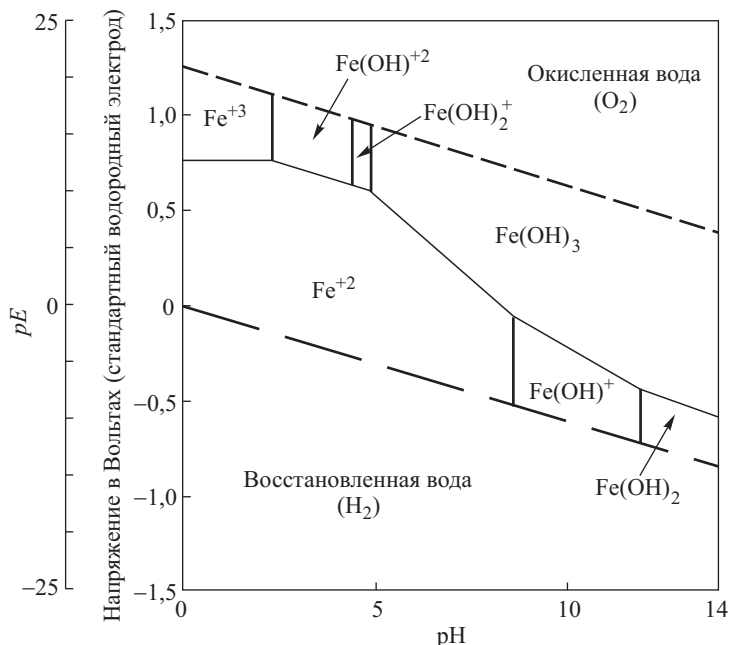 25
0
−25
pE
Напряжение в Вольтах (стандартный водородный электрод)
1,5
1,0
0,5
0
−0,5
−1,0
−1,5
Fe(OH)+2
Окисленная вода
(O2)
Fe+3
Fe(OH)2+
Fe(OH)3
Fe+2
Fe(OH)+
Восстановленная вода
(H2)
Fe(OH)2
0
5
10
14
pH